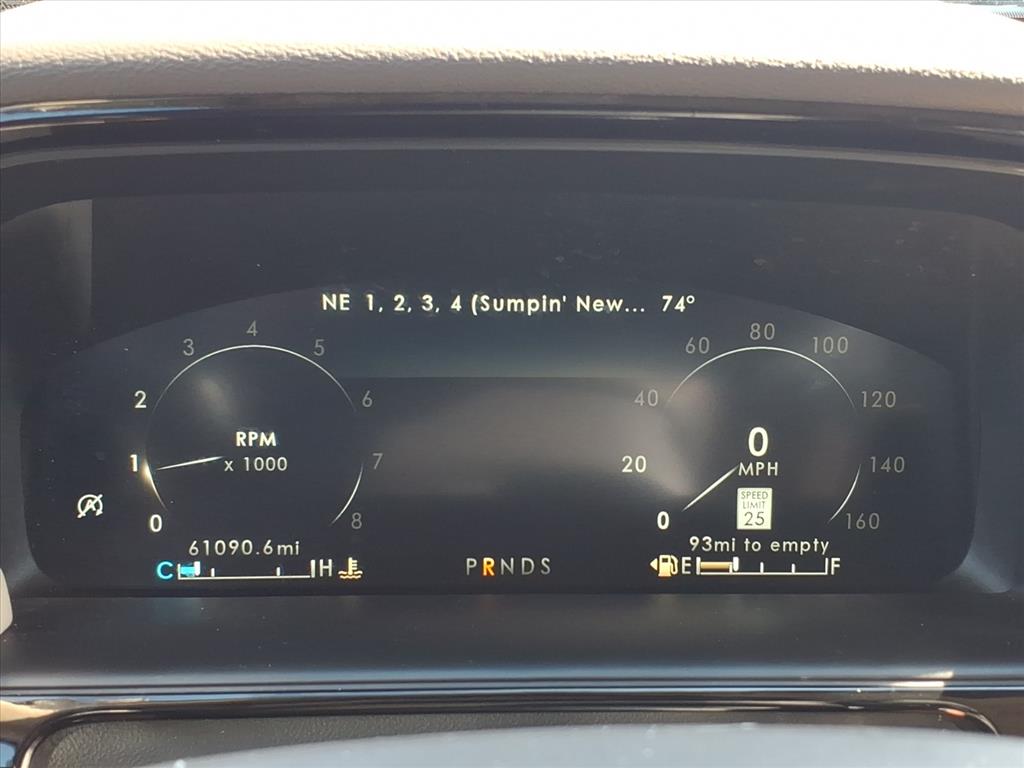 NE 1, 2, 3, 4 (Sumpin' New... 74°
0 1 2 3 4 5 6 7 8
RPM
x 1000
61090.6mi
C H
PRNDS
0 20 40 60 80 100 120 140 160
0
MPH
SPEED
LIMIT
25
93mi to empty
E F